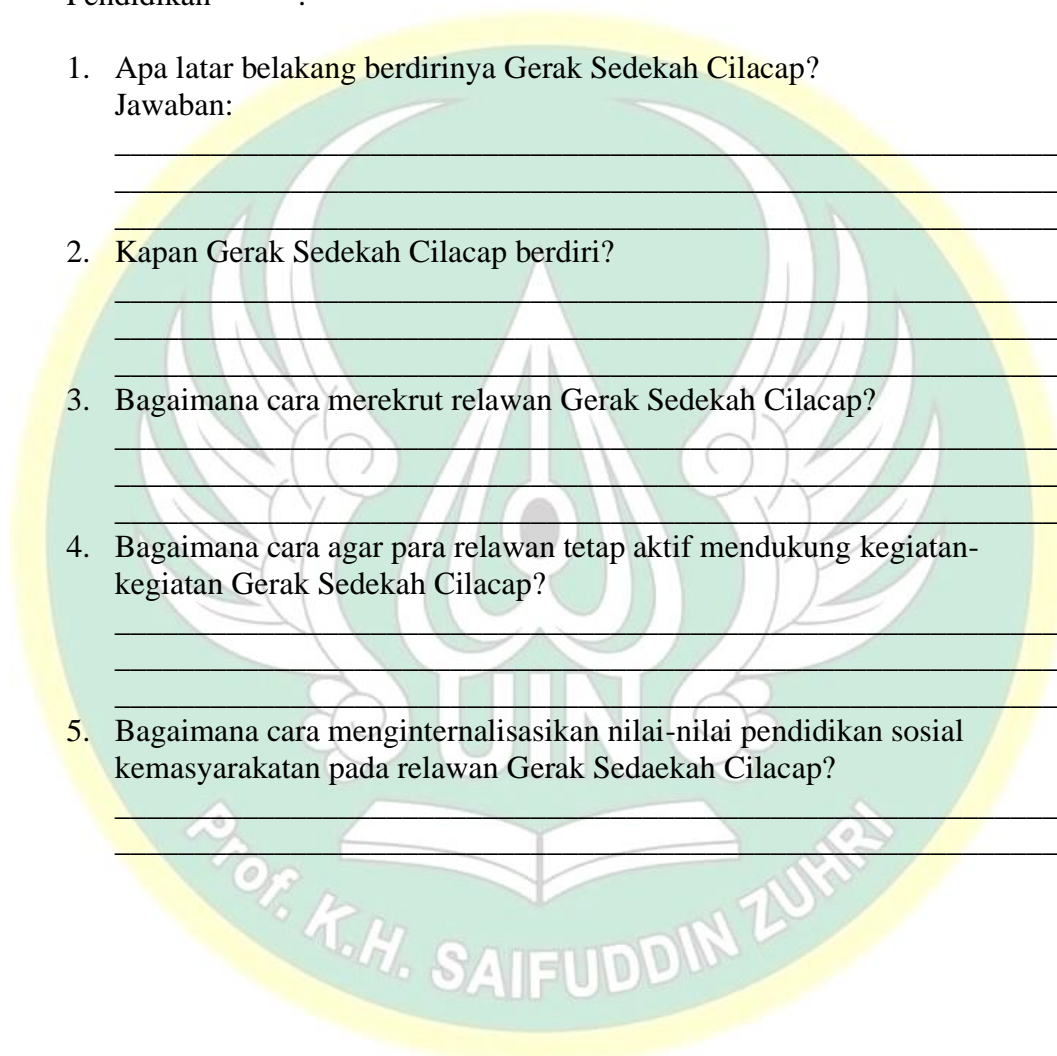 Pendidikan :
1. Apa latar belakang berdirinya Gerak Sedekah Cilacap?
Jawaban:
2. Kapan Gerak Sedekah Cilacap berdiri?
3. Bagaimana cara merekrut relawan Gerak Sedekah Cilacap?
4. Bagaimana cara agar para relawan tetap aktif mendukung kegiatan-
kegiatan Gerak Sedekah Cilacap?
5. Bagaimana cara menginternalisasikan nilai-nilai pendidikan sosial
kemasyarakatan pada relawan Gerak Sedaekah Cilacap?
UIN
Prof. K.H. SAIFUDDIN ZUHRI